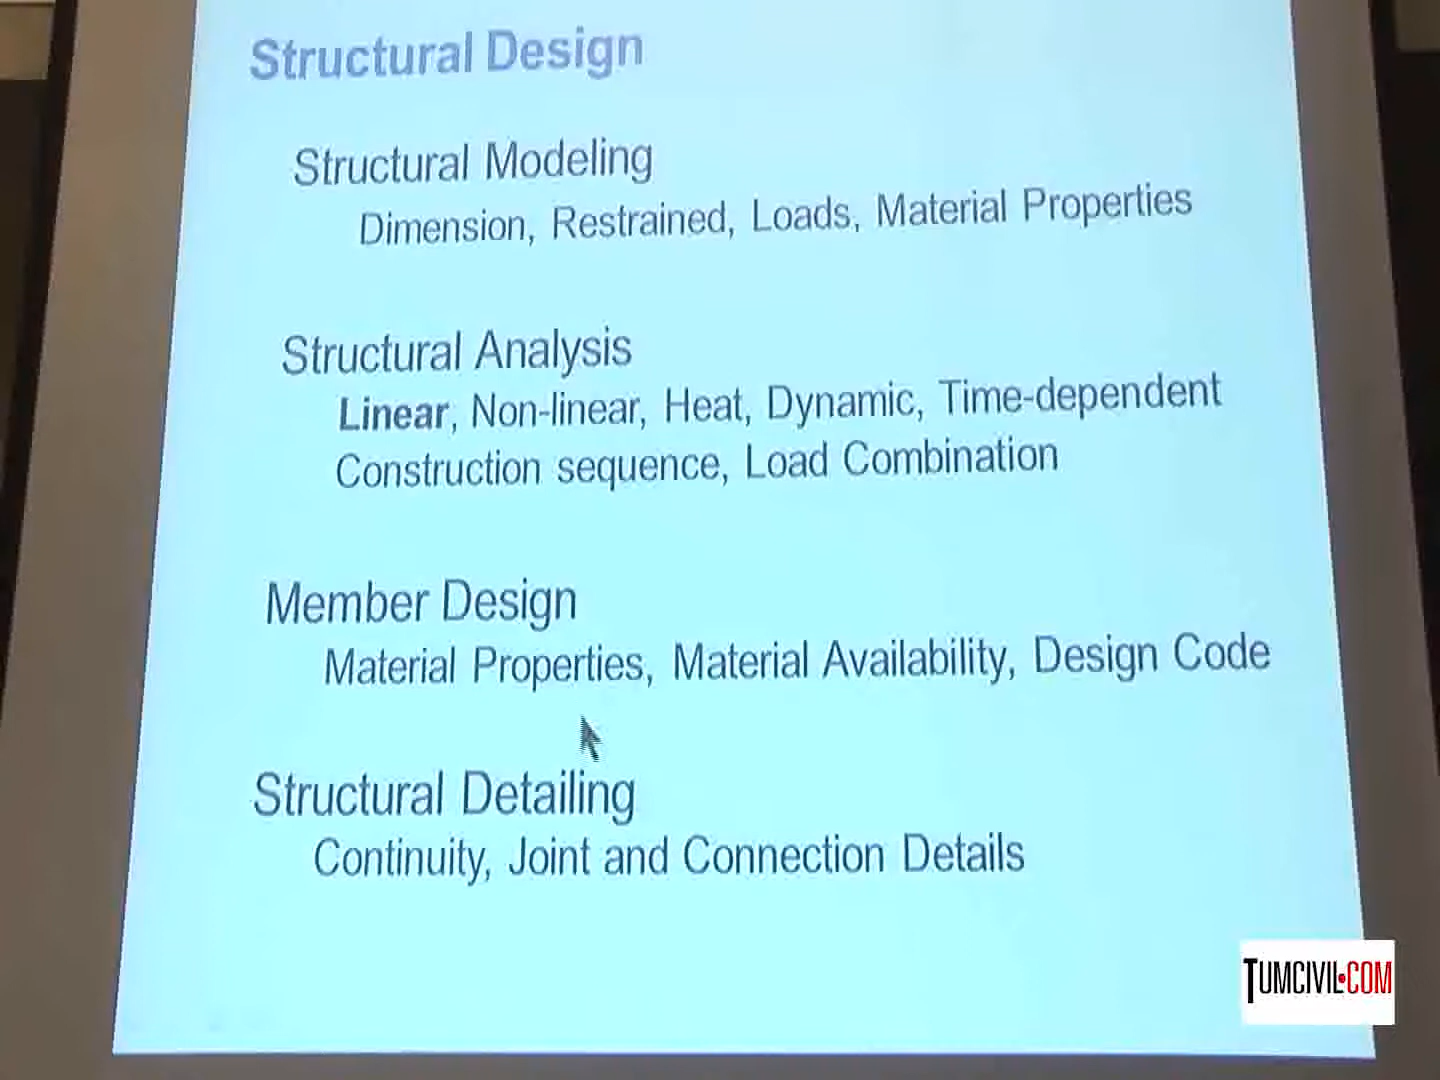 Structural Design
Structural Modeling
Dimension, Restrained, Loads, Material Properties
Structural Analysis
Linear, Non-linear, Heat, Dynamic, Time-dependent
Construction sequence, Load Combination
Member Design
Material Properties, Material Availability, Design Code
Structural Detailing
Continuity, Joint and Connection Details
TUMCIVIL.COM